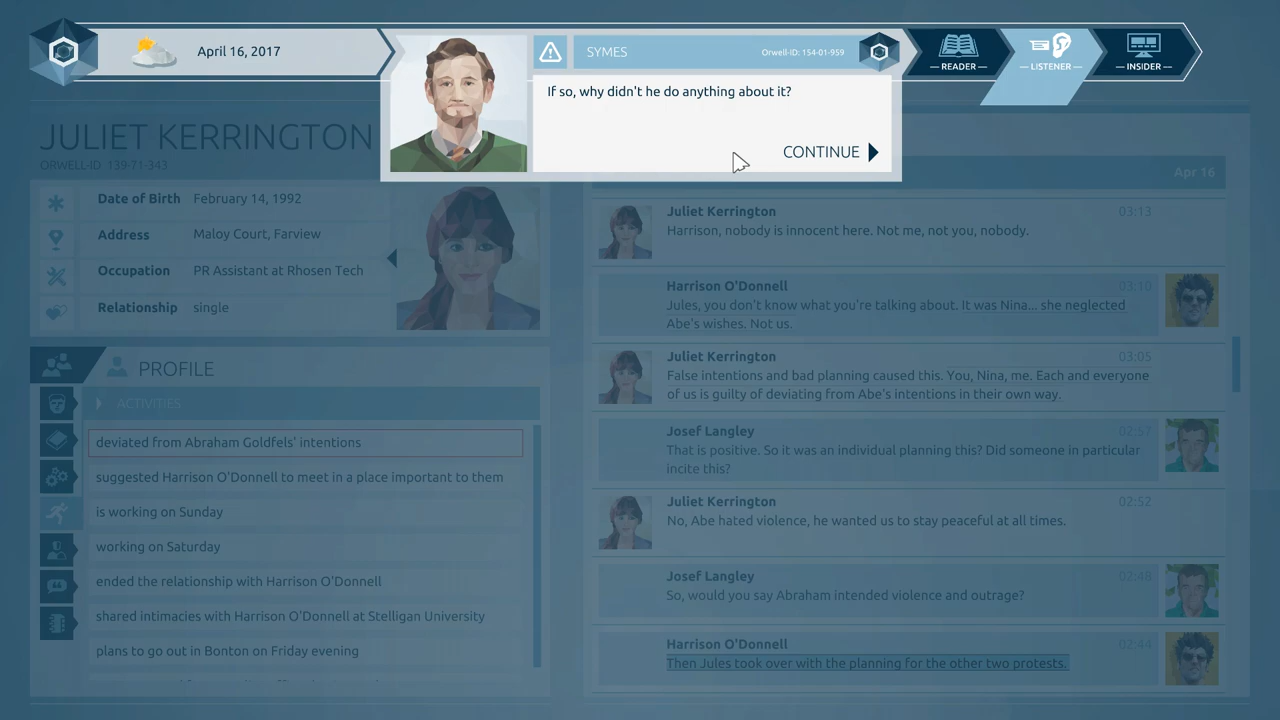 April 16, 2017
SYMES
Orwell-ID: 154-01-959
If so, why didn't he do anything about it?
CONTINUE
— READER —
— LISTENER —
— INSIDER —
JULIET KERRINGTON
ORWELL-ID 139-71-343
Date of Birth February 14, 1992
Address Maloy Court, Farview
Occupation PR Assistant at Rhosen Tech
Relationship single
PROFILE
ACTIVITIES
deviated from Abraham Goldfels' intentions
suggested Harrison O'Donnell to meet in a place important to them
is working on Sunday
working on Saturday
ended the relationship with Harrison O'Donnell
shared intimacies with Harrison O'Donnell at Stelligan University
plans to go out in Bonton on Friday evening
Apr 16
Juliet Kerrington 03:13
Harrison, nobody is innocent here. Not me, not you, nobody.
Harrison O'Donnell 03:10
Jules, you don't know what you're talking about. It was Nina... she neglected
Abe's wishes. Not us.
Juliet Kerrington 03:05
False intentions and bad planning caused this. You, Nina, me. Each and everyone
of us is guilty of deviating from Abe's intentions in their own way.
Josef Langley 02:57
That is positive. So it was an individual planning this? Did someone in particular
incite this?
Juliet Kerrington 02:52
No, Abe hated violence, he wanted us to stay peaceful at all times.
Josef Langley 02:48
So, would you say Abraham intended violence and outrage?
Harrison O'Donnell 02:44
Then Jules took over with the planning for the other two protests.